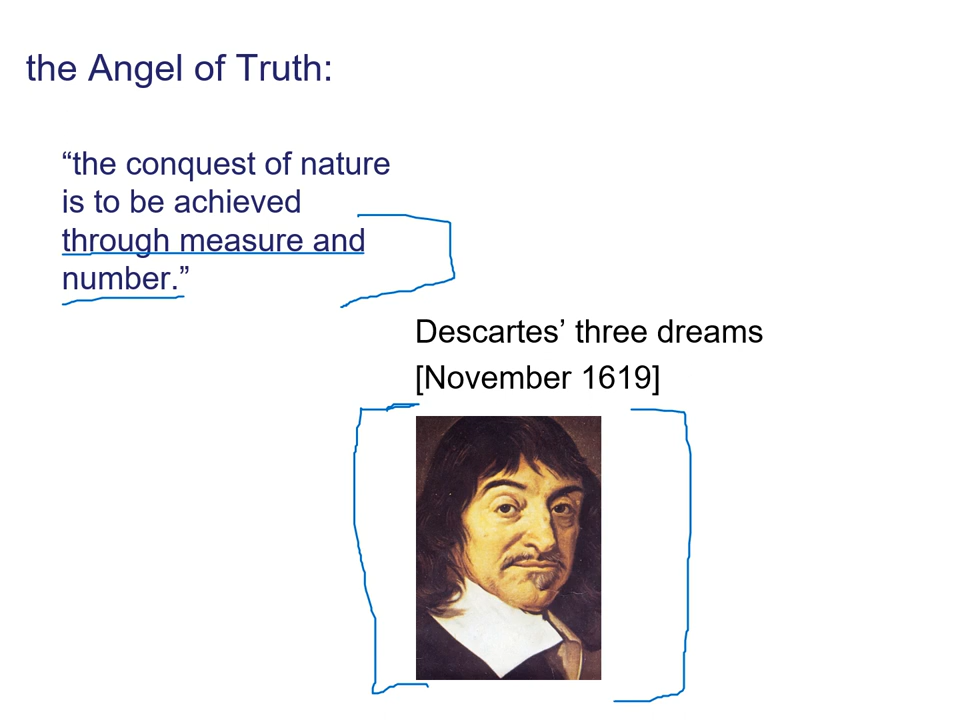 the Angel of Truth:
“the conquest of nature
is to be achieved
through measure and
number.”
Descartes’ three dreams
[November 1619]